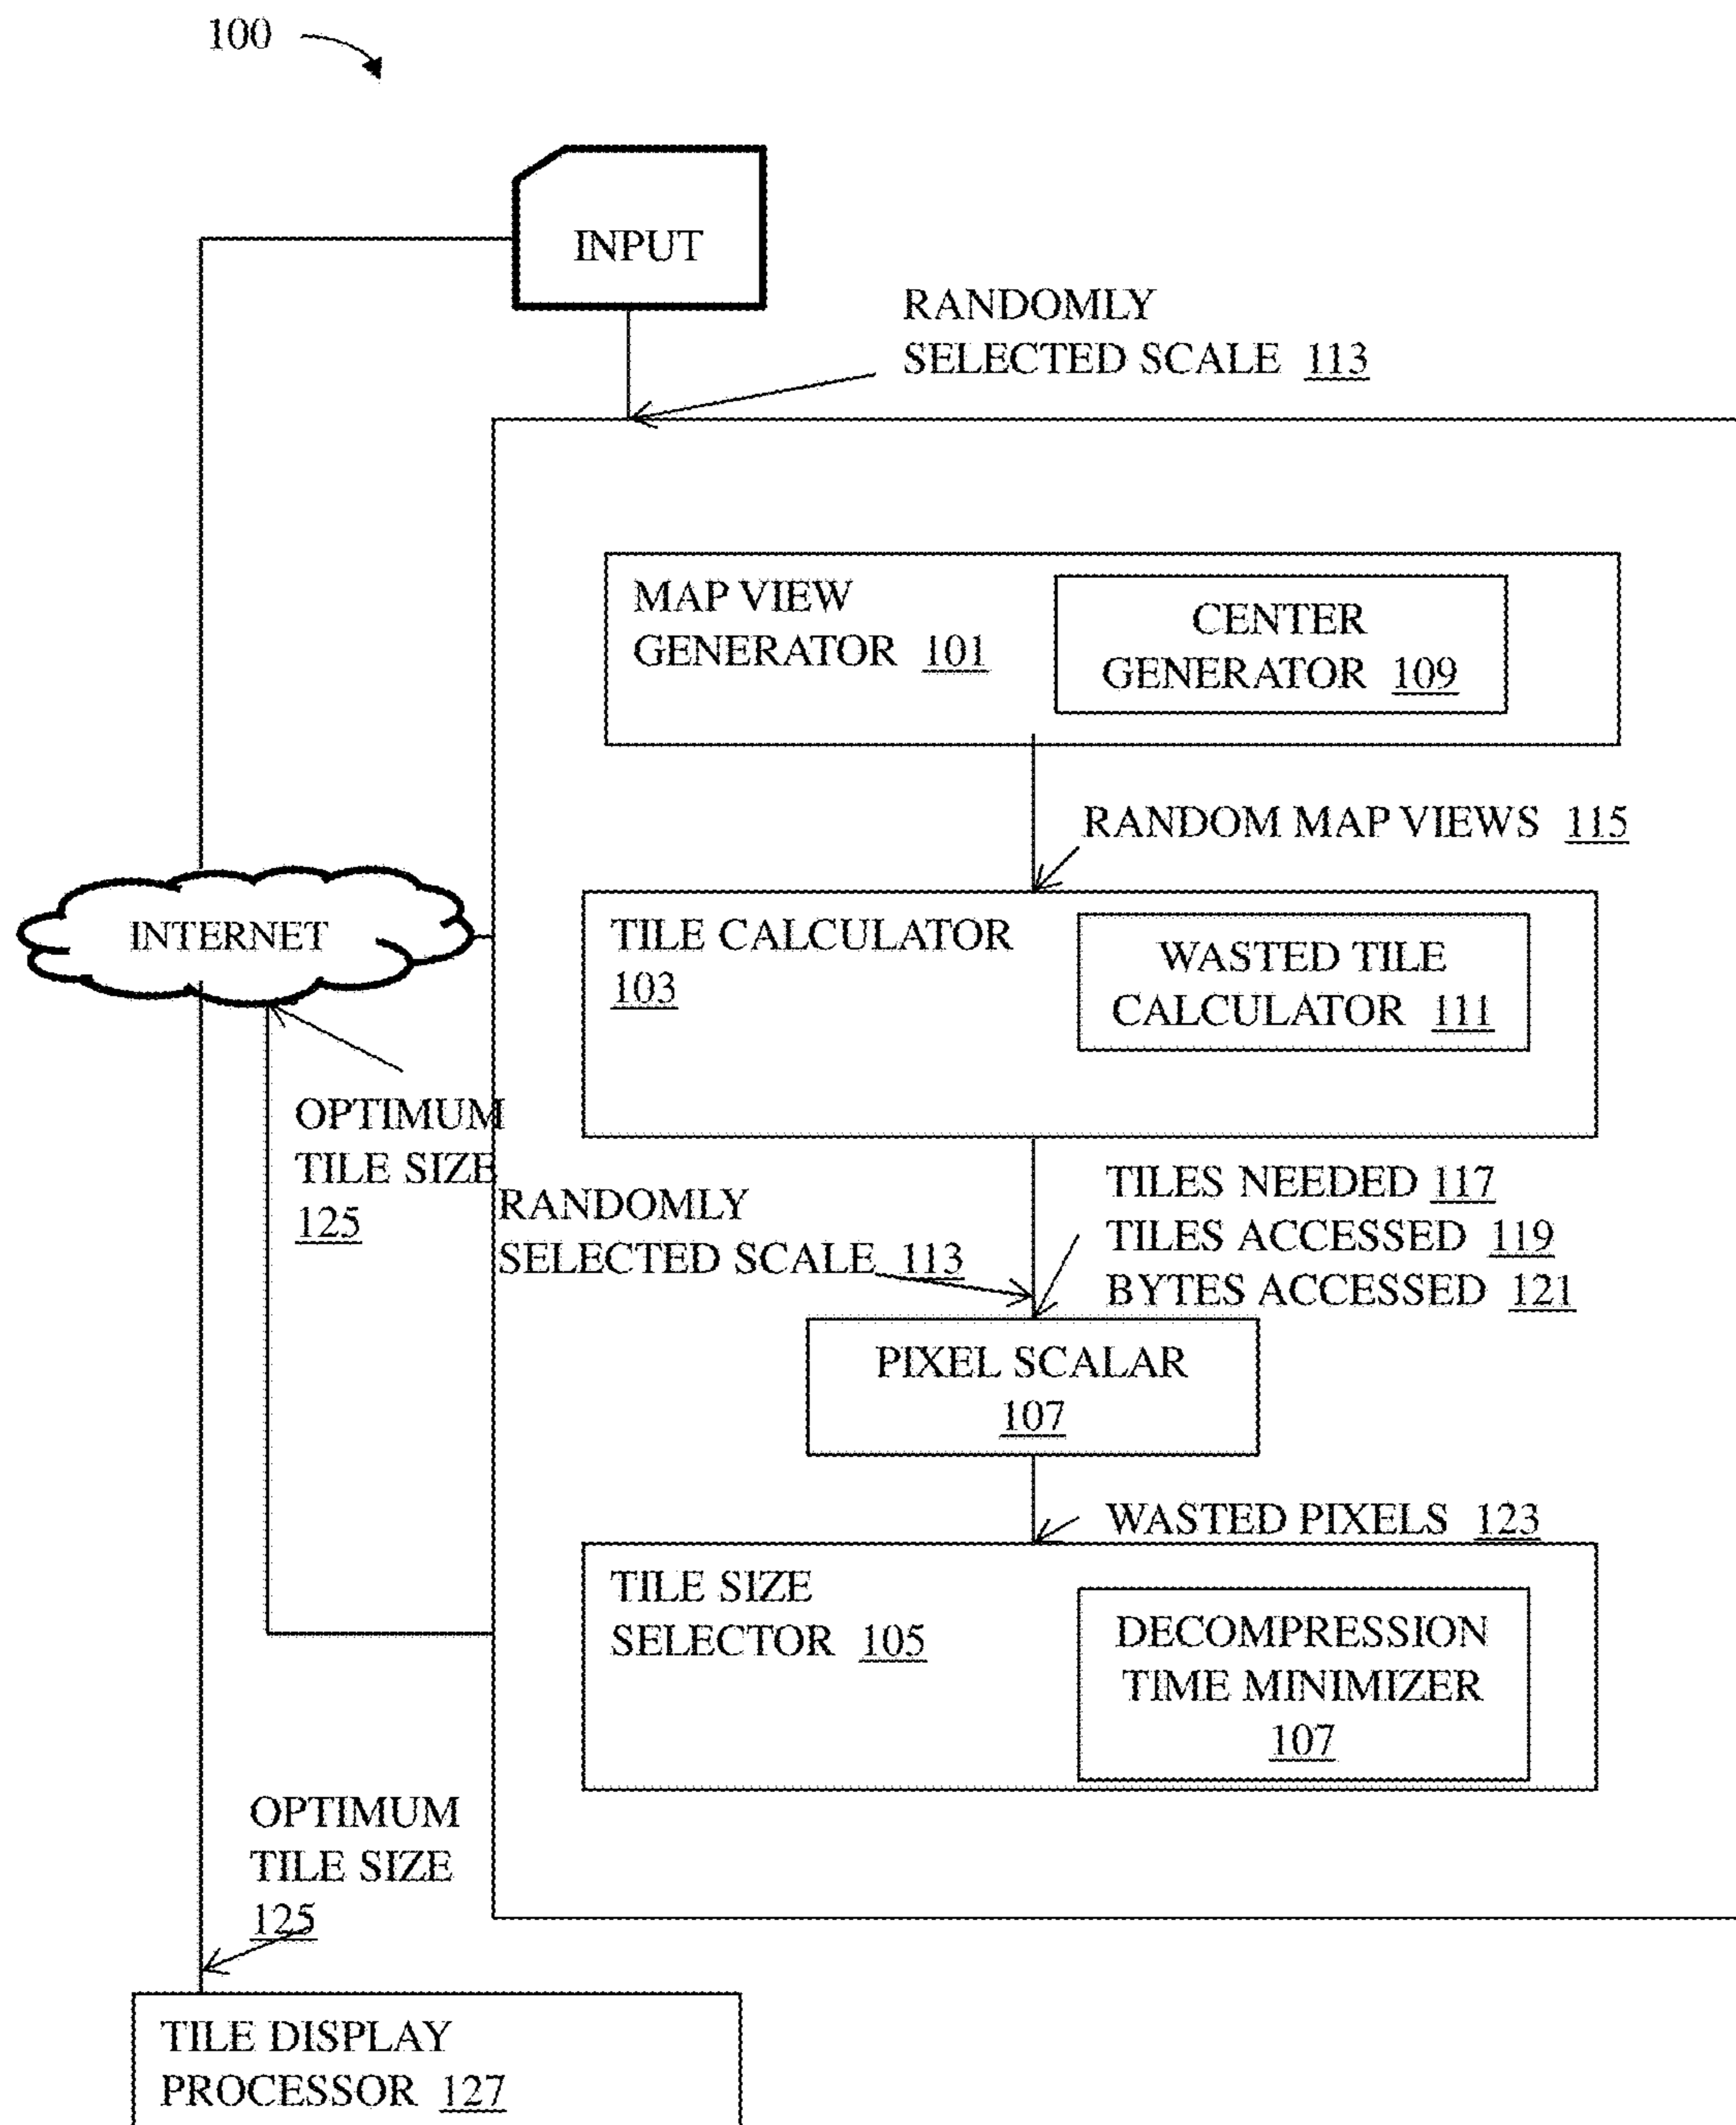 100
INPUT
RANDOMLY
SELECTED SCALE 113
MAP VIEW
GENERATOR 101
CENTER
GENERATOR 109
RANDOM MAP VIEWS 115
INTERNET
TILE CALCULATOR
103
WASTED TILE
CALCULATOR 111
OPTIMUM
TILE SIZE
125
RANDOMLY
SELECTED SCALE 113
TILES NEEDED 117
TILES ACCESSED 119
BYTES ACCESSED 121
PIXEL SCALAR
107
WASTED PIXELS 123
TILE SIZE
SELECTOR 105
DECOMPRESSION
TIME MINIMIZER
107
OPTIMUM
TILE SIZE
125
TILE DISPLAY
PROCESSOR 127